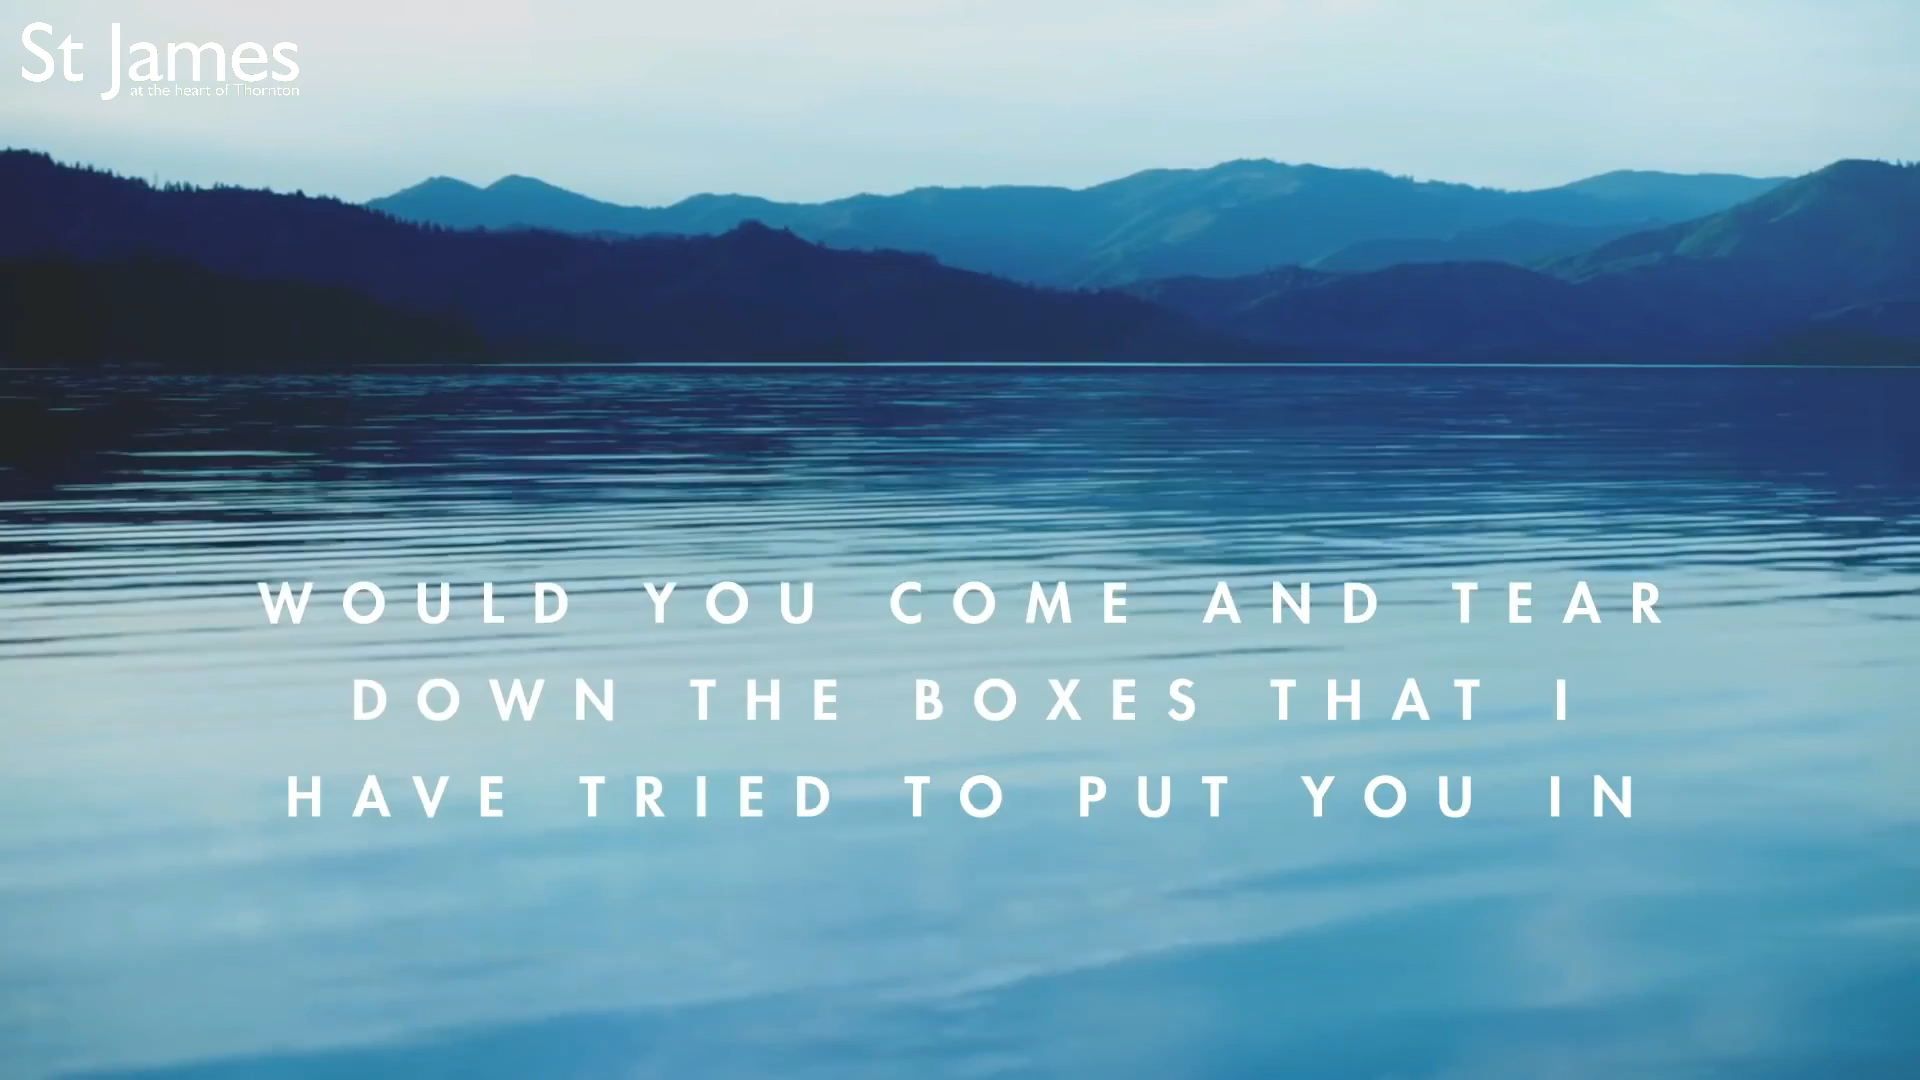 St James
at the heart of Thornton
WOULD YOU COME AND TEAR
DOWN THE BOXES THAT I
HAVE TRIED TO PUT YOU IN